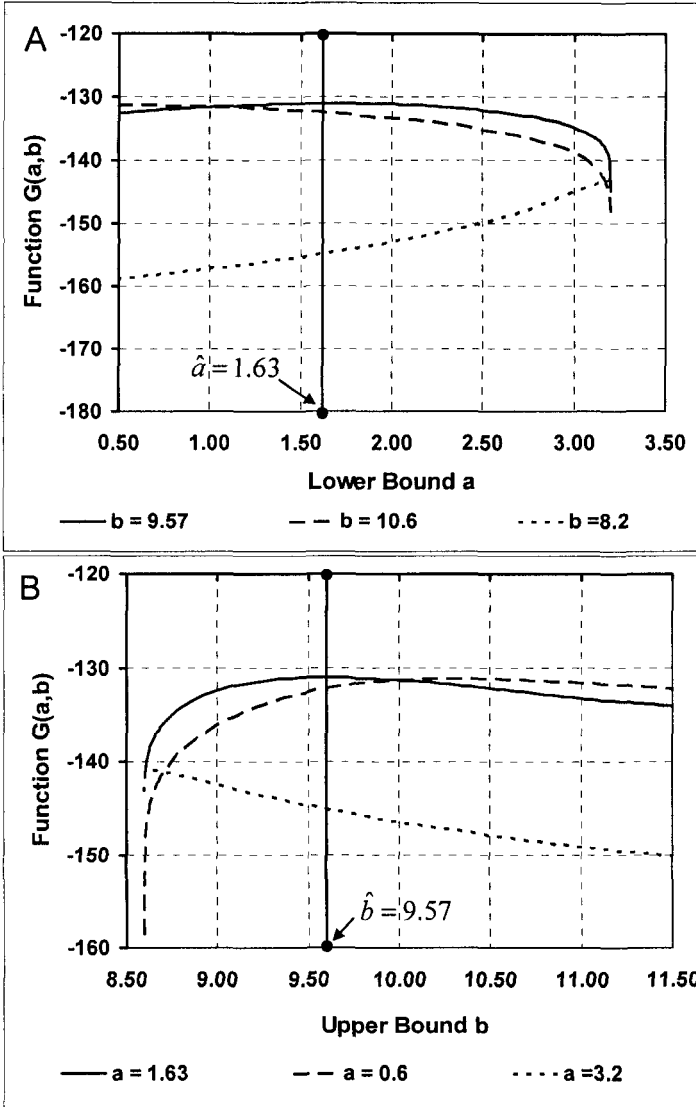 A
Function G(a,b)
-120
-130
-140
-150
-160
-170
-180
â = 1.63
0.50 1.00 1.50 2.00 2.50 3.00 3.50
Lower Bound a
b = 9.57 b = 10.6 b =8.2
B
Function G(a,b)
-120
-130
-140
-150
-160
b̂ = 9.57
8.50 9.00 9.50 10.00 10.50 11.00 11.50
Upper Bound b
a = 1.63 a = 0.6 a =3.2